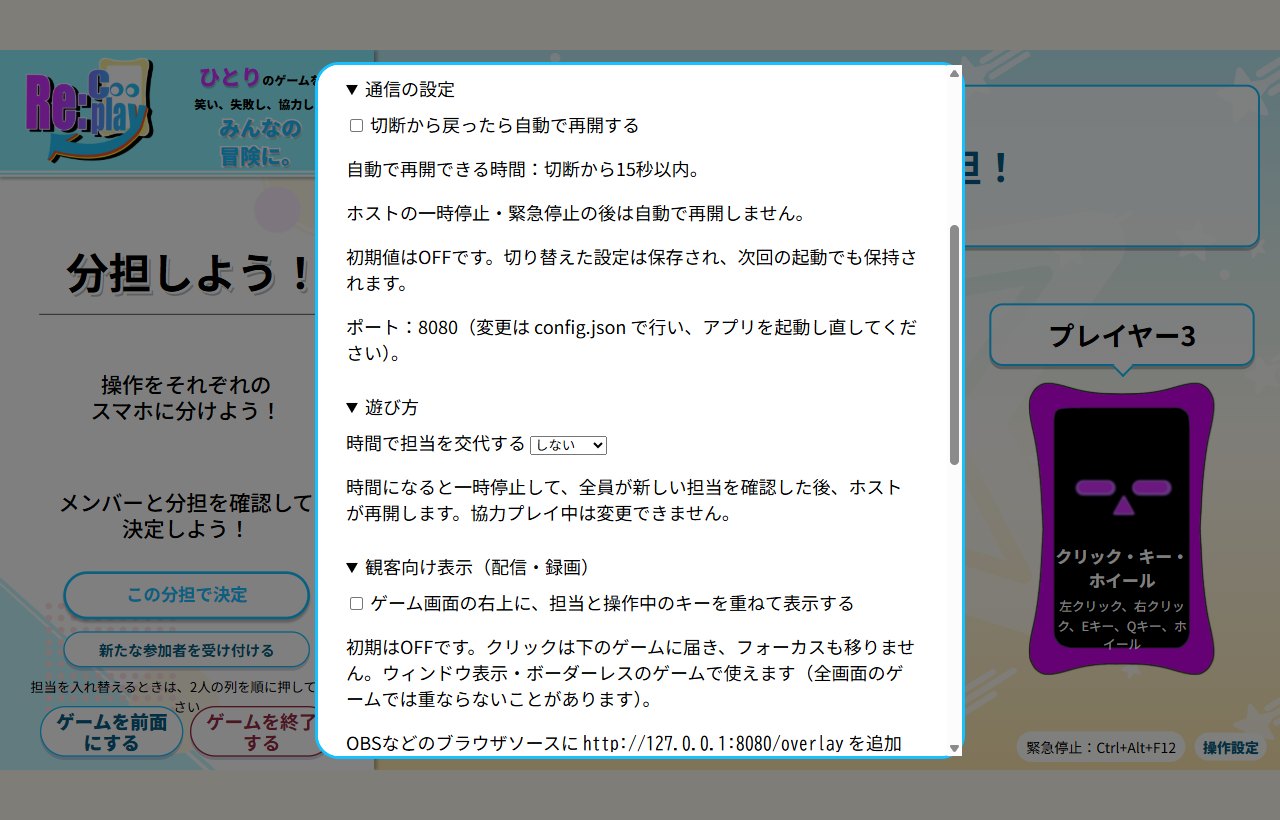 Re:Coplay
ひとりのゲームを
笑い、失敗し、協力し
みんなの
冒険に。
分担しよう！
操作をそれぞれの
スマホに分けよう！
メンバーと分担を確認して
決定しよう！
この分担で決定
新たな参加者を受け付ける
担当を入れ替えるときは、2人の列を順に押して
さい
ゲームを前面
にする
ゲームを終了
する
▼ 通信の設定
切断から戻ったら自動で再開する
自動で再開できる時間：切断から15秒以内。
ホストの一時停止・緊急停止の後は自動で再開しません。
初期値はOFFです。切り替えた設定は保存され、次回の起動でも保持さ
れます。
ポート：8080（変更は config.json で行い、アプリを起動し直してくだ
さい）。
▼ 遊び方
時間で担当を交代する しない
時間になると一時停止して、全員が新しい担当を確認した後、ホスト
が再開します。協力プレイ中は変更できません。
▼ 観客向け表示（配信・録画）
ゲーム画面の右上に、担当と操作中のキーを重ねて表示する
初期はOFFです。クリックは下のゲームに届き、フォーカスも移りませ
ん。ウィンドウ表示・ボーダーレスのゲームで使えます（全画面のゲ
ームでは重ならないことがあります）。
OBSなどのブラウザソースに http://127.0.0.1:8080/overlay を追加
担！
プレイヤー3
クリック・キー・
ホイール
左クリック、右クリッ
ク、Eキー、Qキー、ホ
イール
緊急停止：Ctrl+Alt+F12
操作設定